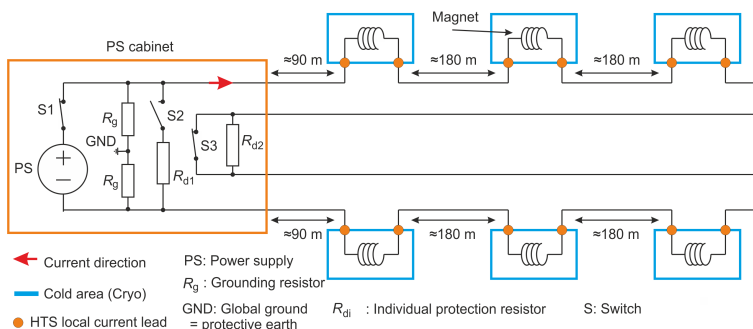 Magnet
PS cabinet
≈90 m
≈180 m
≈180 m
S1
Rg
S2
GND
S3
Rd2
PS
Rg
Rd1
≈90 m
≈180 m
≈180 m
Current direction
PS: Power supply
Rg : Grounding resistor
Cold area (Cryo)
GND: Global ground
= protective earth
Rdi : Individual protection resistor
S: Switch
HTS local current lead